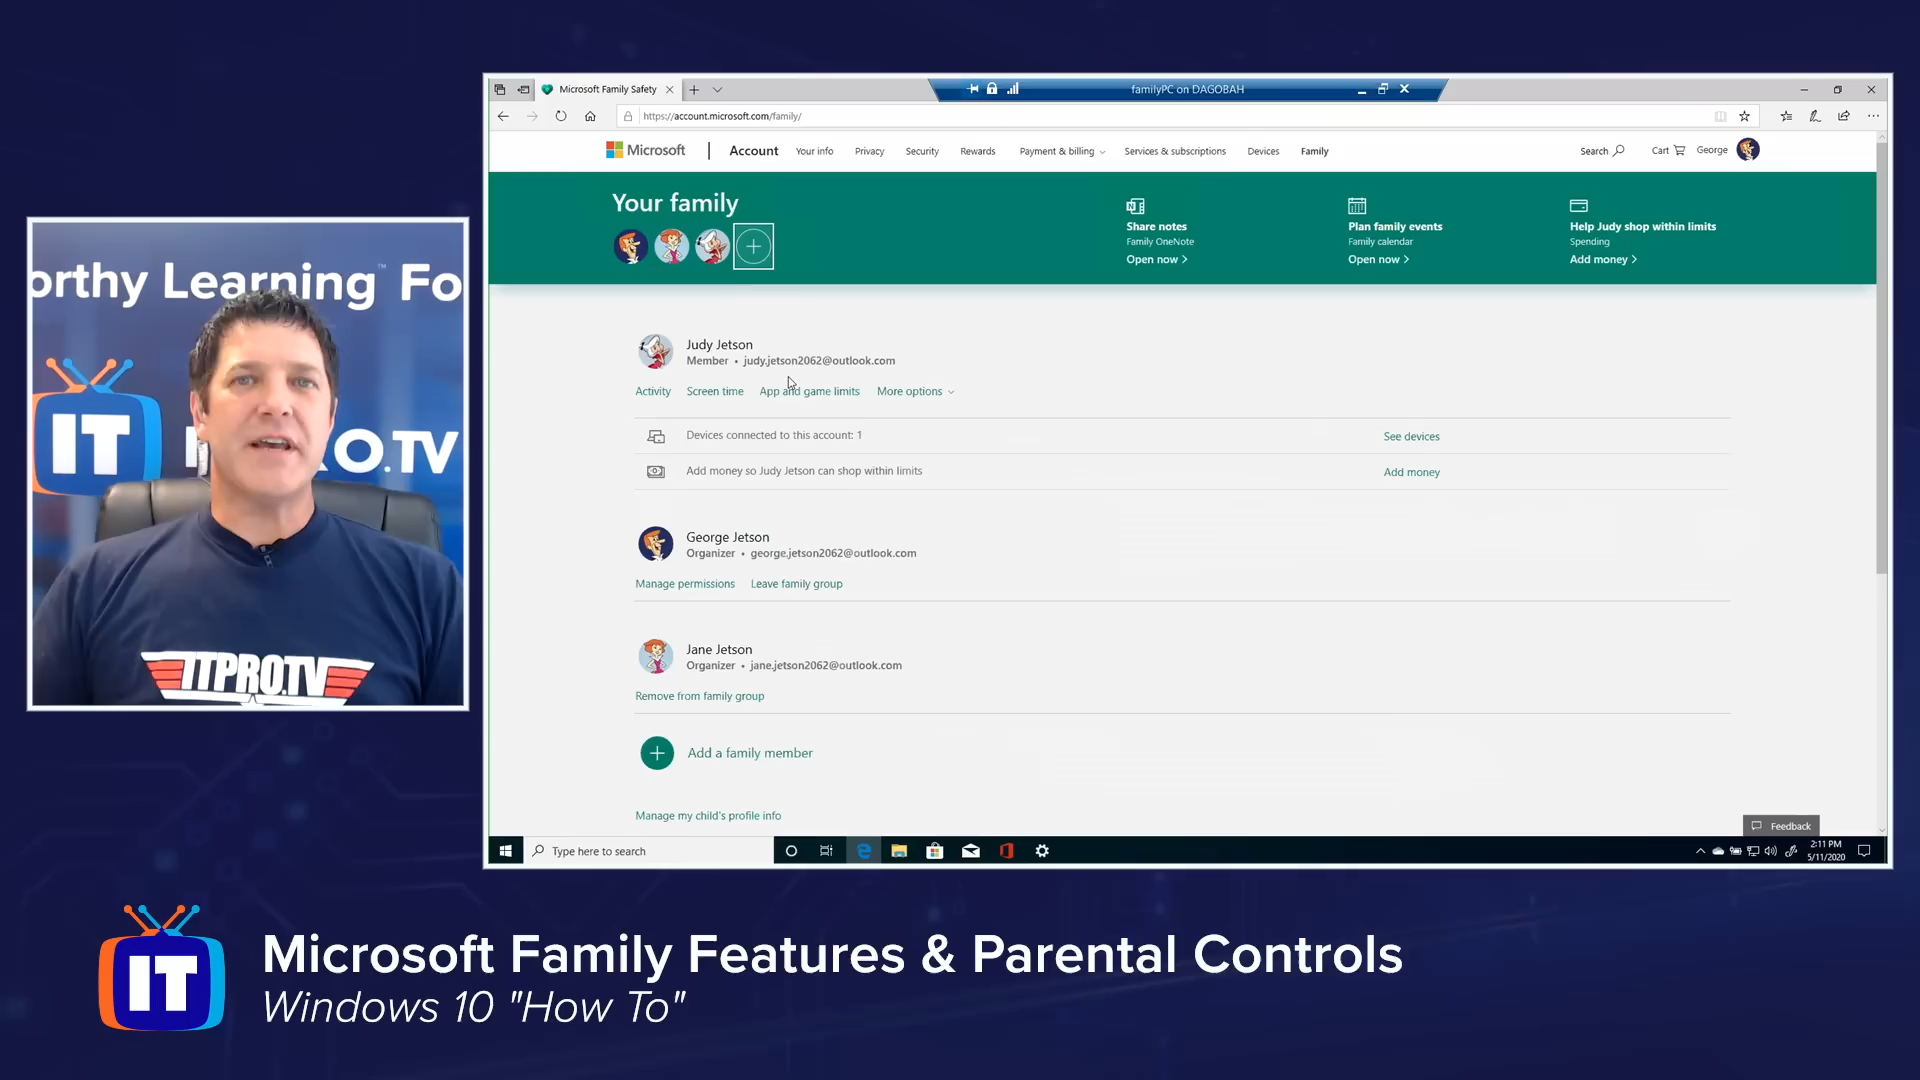 Microsoft Family Safety
familyPC on DAGOBAH
https://account.microsoft.com/family/
Microsoft
Account
Your info
Privacy
Security
Rewards
Payment & billing
Services & subscriptions
Devices
Family
Search
Cart
George
Your family
Share notes
Family OneNote
Open now >
Plan family events
Family calendar
Open now >
Help Judy shop within limits
Spending
Add money >
Judy Jetson
Member • judy.jetson2062@outlook.com
Activity
Screen time
App and game limits
More options
Devices connected to this account: 1
See devices
Add money so Judy Jetson can shop within limits
Add money
George Jetson
Organizer • george.jetson2062@outlook.com
Manage permissions
Leave family group
Jane Jetson
Organizer • jane.jetson2062@outlook.com
Remove from family group
Add a family member
Manage my child's profile info
Feedback
Type here to search
2:11 PM
5/11/2020
orthy Learning™ Fo
IT
RO.TV
ITPRO.TV
IT
Microsoft Family Features & Parental Controls
Windows 10 "How To"